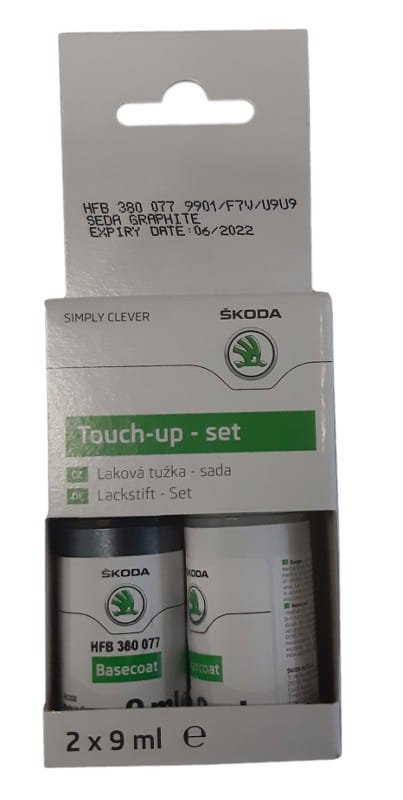 HFB 380 077 9901/F7V/U9U9
SEDA GRAPHITE
EXPIRY DATE:06/2022
SIMPLY CLEVER
ŠKODA
Touch-up - set
CZ Laková tužka - sada
DE Lackstift - Set
ŠKODA
HFB 380 077
Basecoat
ŠKODA
2 x 9 ml ℮